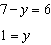 7 − y = 6
1 = y